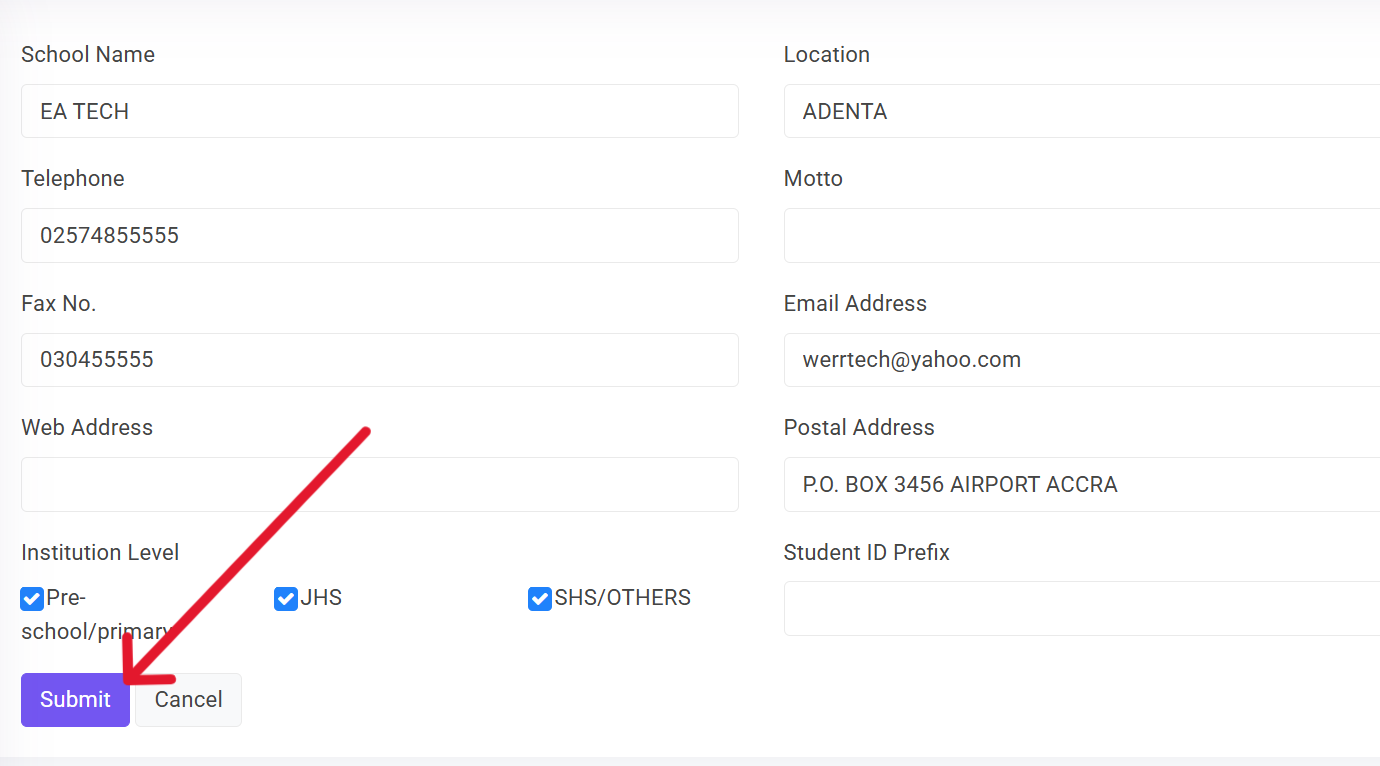 School Name
Location
EA TECH
ADENTA
Telephone
Motto
02574855555
Fax No.
Email Address
030455555
werrtech@yahoo.com
Web Address
Postal Address
P.O. BOX 3456 AIRPORT ACCRA
Institution Level
Student ID Prefix
Pre-
school/primary
JHS
SHS/OTHERS
Submit
Cancel